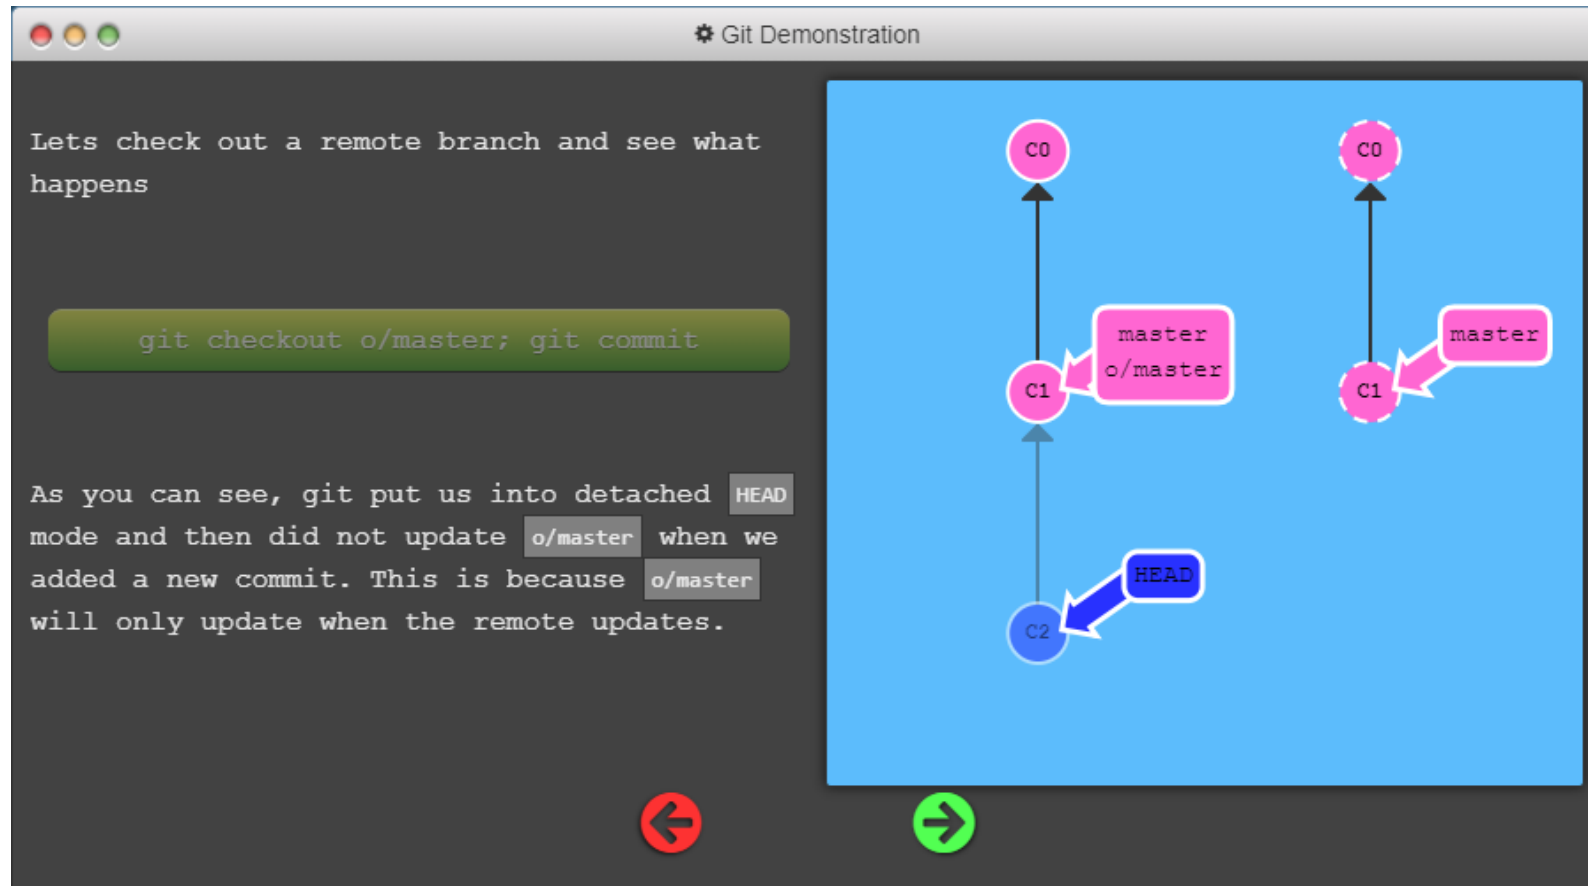 Git Demonstration
Lets check out a remote branch and see what
happens
git checkout o/master; git commit
As you can see, git put us into detached HEAD
mode and then did not update o/master when we
added a new commit. This is because o/master
will only update when the remote updates.
C0
C0
master
o/master
master
C1
C1
HEAD
C2